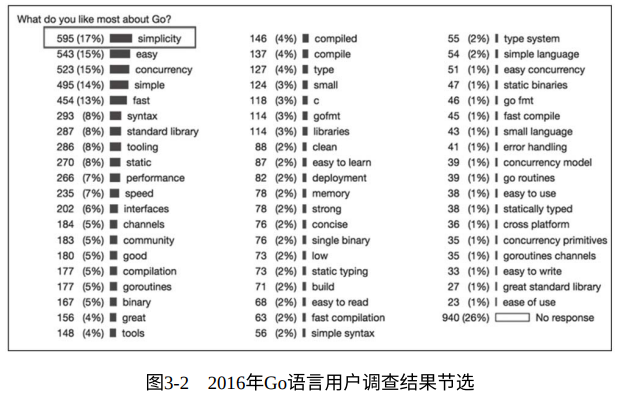 What do you like most about Go?
595 (17%) simplicity
543 (15%) easy
523 (15%) concurrency
495 (14%) simple
454 (13%) fast
293 (8%) syntax
287 (8%) standard library
286 (8%) tooling
270 (8%) static
266 (7%) performance
235 (7%) speed
202 (6%) interfaces
184 (5%) channels
183 (5%) community
180 (5%) good
177 (5%) compilation
177 (5%) goroutines
167 (5%) binary
156 (4%) great
148 (4%) tools
146 (4%) compiled
137 (4%) compile
127 (4%) type
124 (3%) small
118 (3%) c
114 (3%) gofmt
114 (3%) libraries
88 (2%) clean
87 (2%) easy to learn
82 (2%) deployment
78 (2%) memory
78 (2%) strong
76 (2%) concise
76 (2%) single binary
73 (2%) low
73 (2%) static typing
71 (2%) build
68 (2%) easy to read
63 (2%) fast compilation
56 (2%) simple syntax
55 (2%) type system
54 (2%) simple language
51 (1%) easy concurrency
47 (1%) static binaries
46 (1%) go fmt
45 (1%) fast compile
43 (1%) small language
41 (1%) error handling
39 (1%) concurrency model
39 (1%) go routines
38 (1%) easy to use
38 (1%) statically typed
36 (1%) cross platform
35 (1%) concurrency primitives
35 (1%) goroutines channels
33 (1%) easy to write
27 (1%) great standard library
23 (1%) ease of use
940 (26%) No response
图3-2 2016年Go语言用户调查结果节选